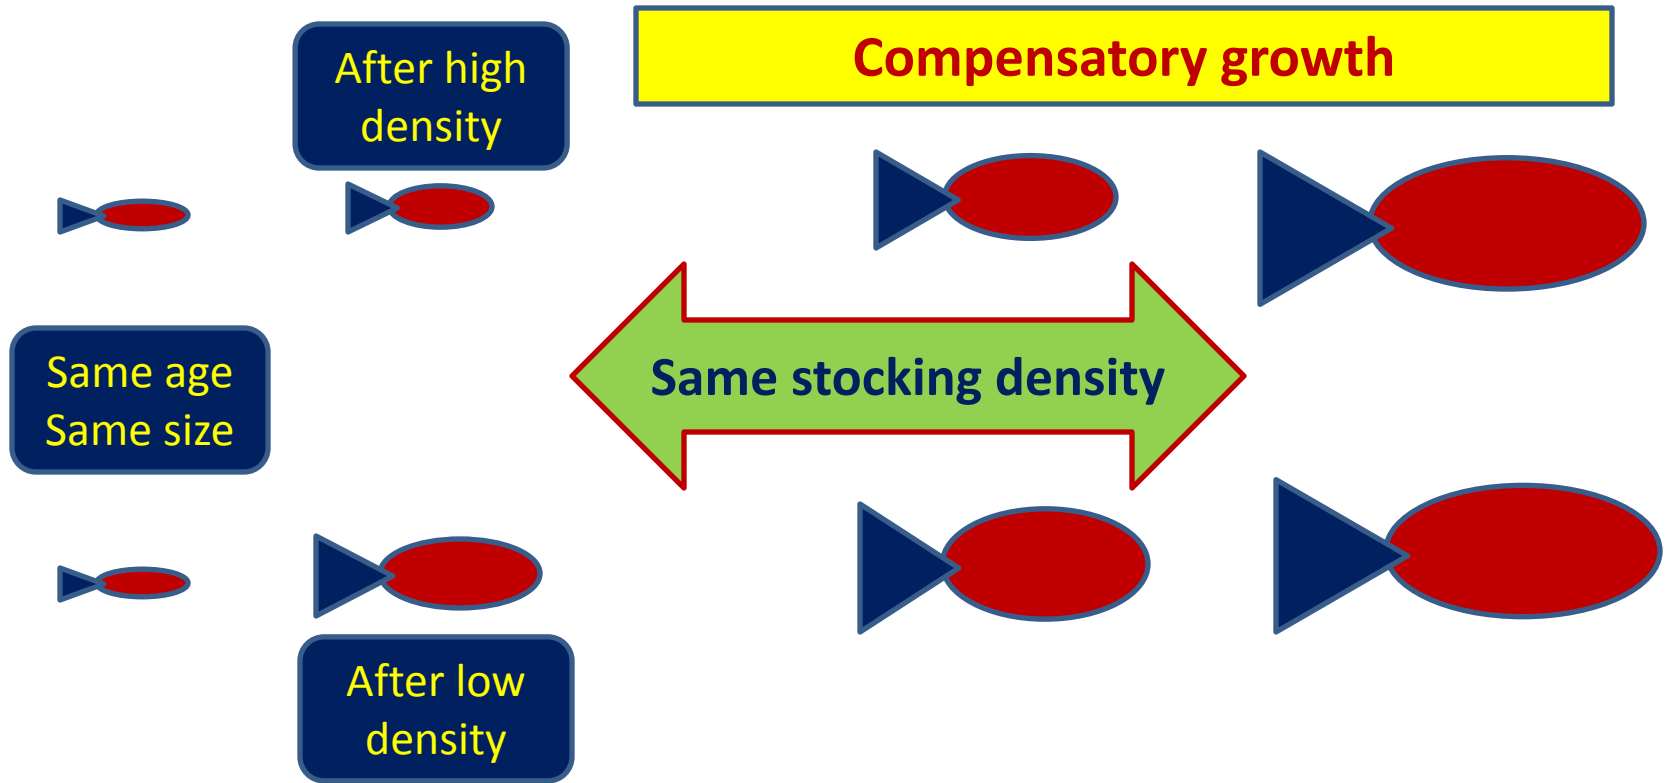 After high
density
Compensatory growth
Same age
Same size
Same stocking density
After low
density